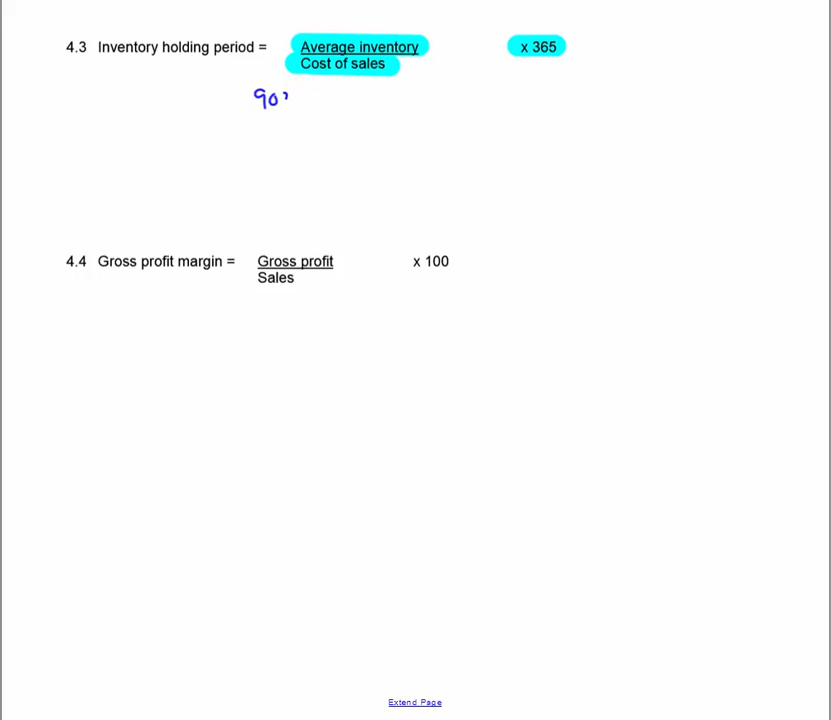 4.3 Inventory holding period = Average inventory x 365
Cost of sales
90,
4.4 Gross profit margin = Gross profit x 100
Sales
Extend Page